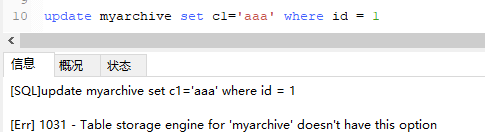 10 update myarchive set c1='aaa' where id = 1
信息 概况 状态
[SQL]update myarchive set c1='aaa' where id = 1
[Err] 1031 - Table storage engine for 'myarchive' doesn't have this option